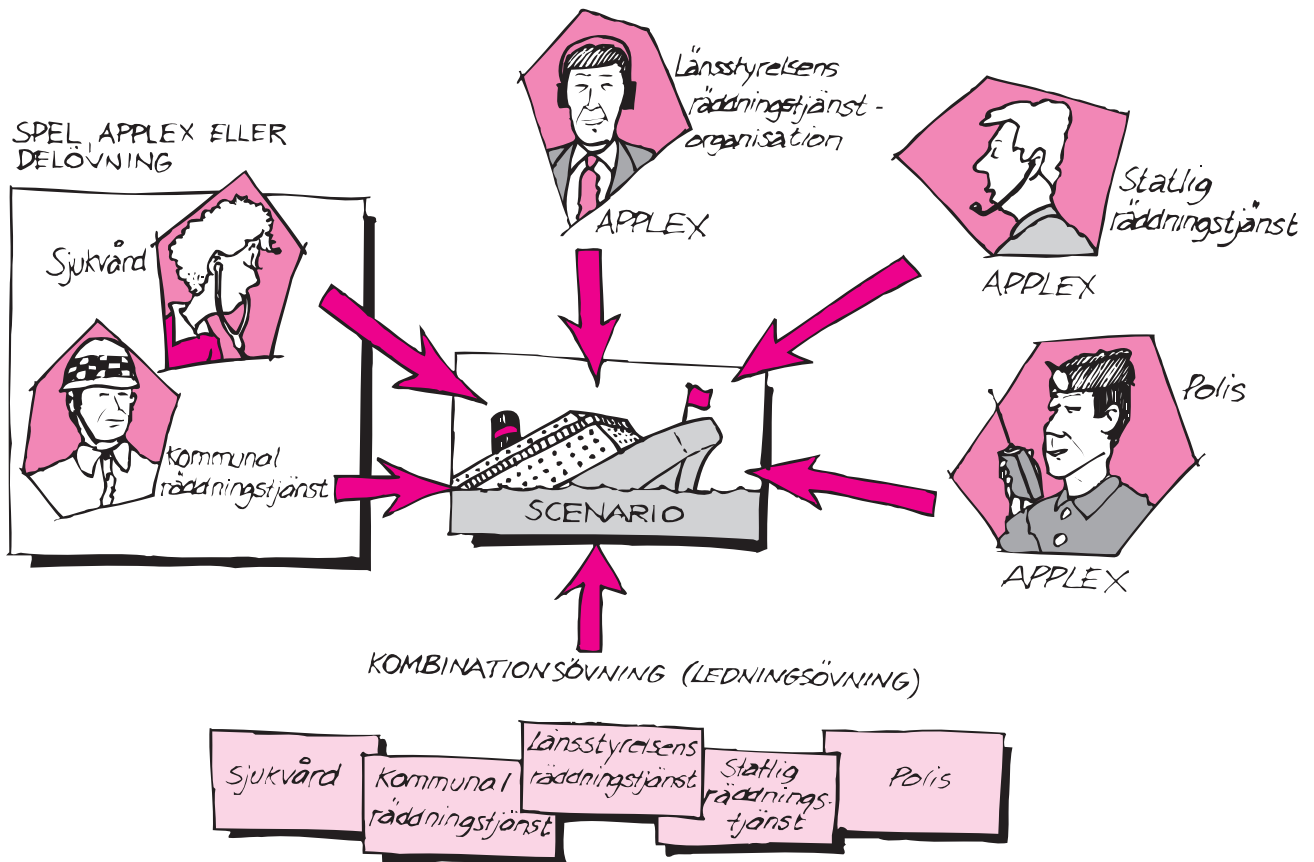 SPEL, APPLEX ELLER
DELÖVNING
Sjukvård
Kommunal
räddningstjänst
Länsstyrelsens
räddningstjänst-
organisation
APPLEX
Statlig
räddningstjänst
APPLEX
Polis
APPLEX
SCENARIO
KOMBINATIONSÖVNING (LEDNINGSÖVNING)
Sjukvård
Kommunal
räddningstjänst
Länsstyrelsens
räddningstjänst
Statlig
räddnings-
tjänst
Polis